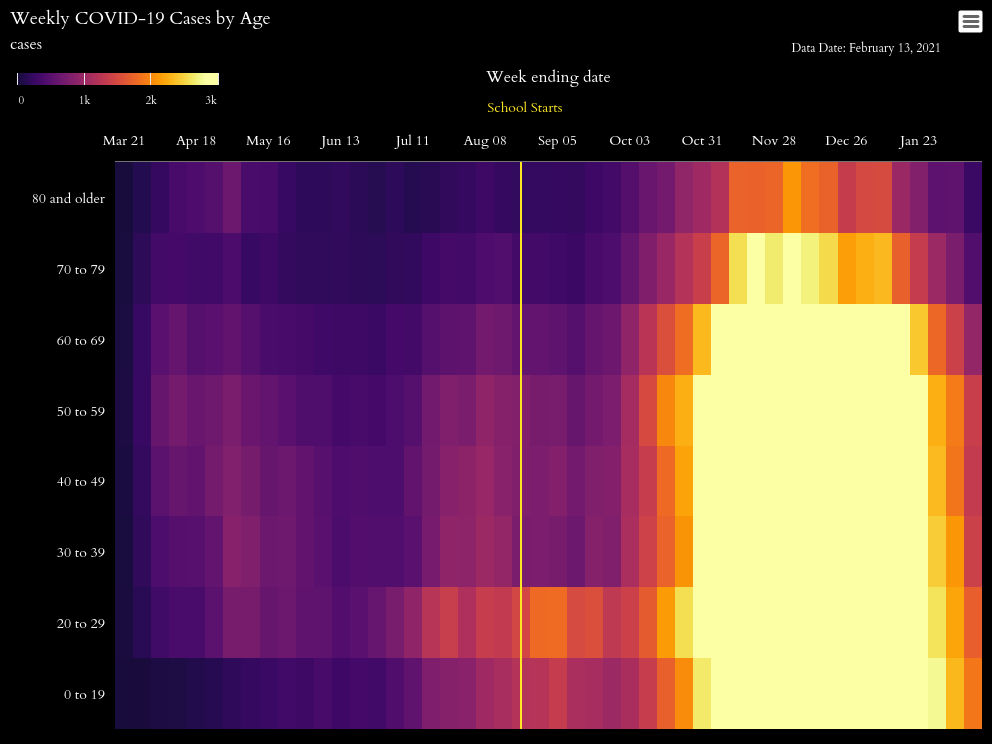 Weekly COVID-19 Cases by Age
cases
Data Date: February 13, 2021
0 1k 2k 3k
Week ending date
School Starts
Mar 21 Apr 18 May 16 Jun 13 Jul 11 Aug 08 Sep 05 Oct 03 Oct 31 Nov 28 Dec 26 Jan 23
80 and older
70 to 79
60 to 69
50 to 59
40 to 49
30 to 39
20 to 29
0 to 19